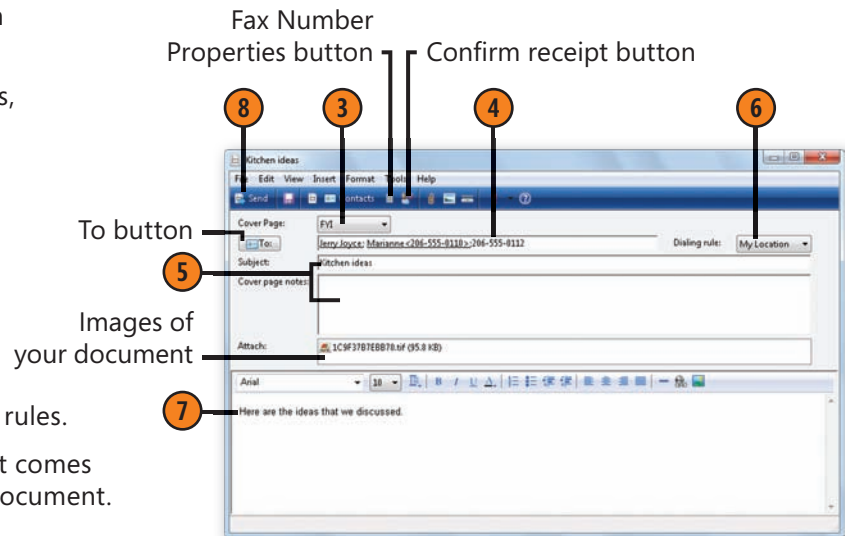 Fax Number
Properties button
Confirm receipt button
s,
8
3
4
6
Kitchen ideas
File Edit View Insert Format Tools Help
Send Contacts
Cover Page: FYI
To button
To: Jerry Joyce; Marianne <206-555-0110>;206-555-0112 Dialing rule: My Location
Subject: Kitchen ideas
5
Cover page notes:
Images of
your document
Attach: 1C9F37B7EBB70.tif (95.8 KB)
Arial 10 B I U A
rules.
7
Here are the ideas that we discussed.
t comes
ocument.